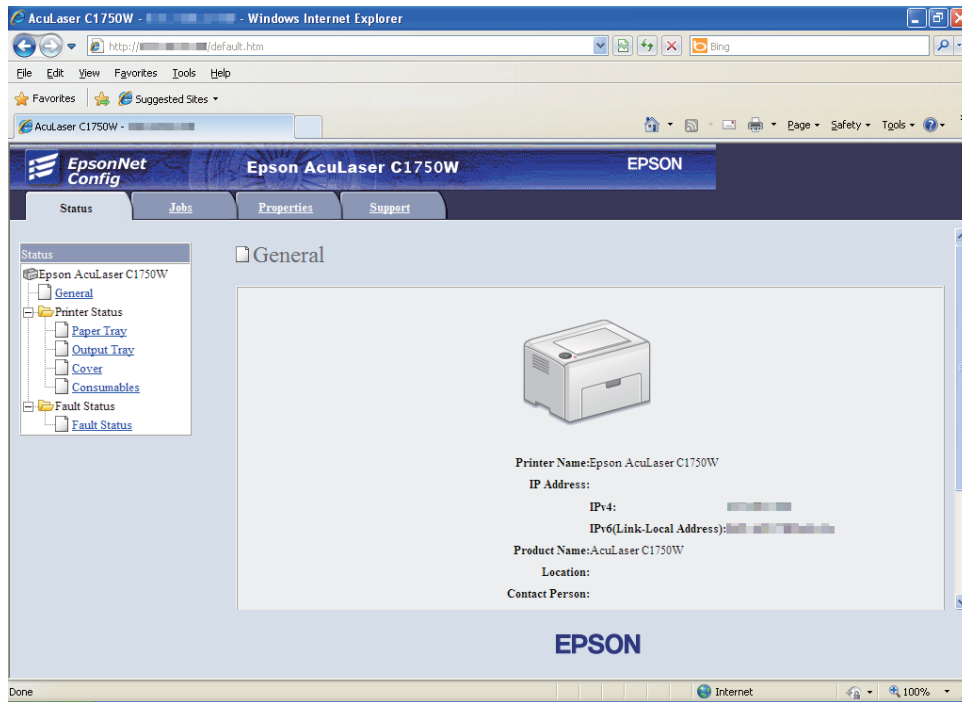 AcuLaser C1750W - - Windows Internet Explorer
http:// /default.htm
Bing
File Edit View Favorites Tools Help
Favorites Suggested Sites
AcuLaser C1750W -
Page Safety Tools
EpsonNet
Config
Epson AcuLaser C1750W
EPSON
Status Jobs Properties Support
Status
Epson AcuLaser C1750W
General
Printer Status
Paper Tray
Output Tray
Cover
Consumables
Fault Status
Fault Status
General
Printer Name:Epson AcuLaser C1750W
IP Address:
IPv4:
IPv6(Link-Local Address):
Product Name:AcuLaser C1750W
Location:
Contact Person:
EPSON
Done
Internet
100%